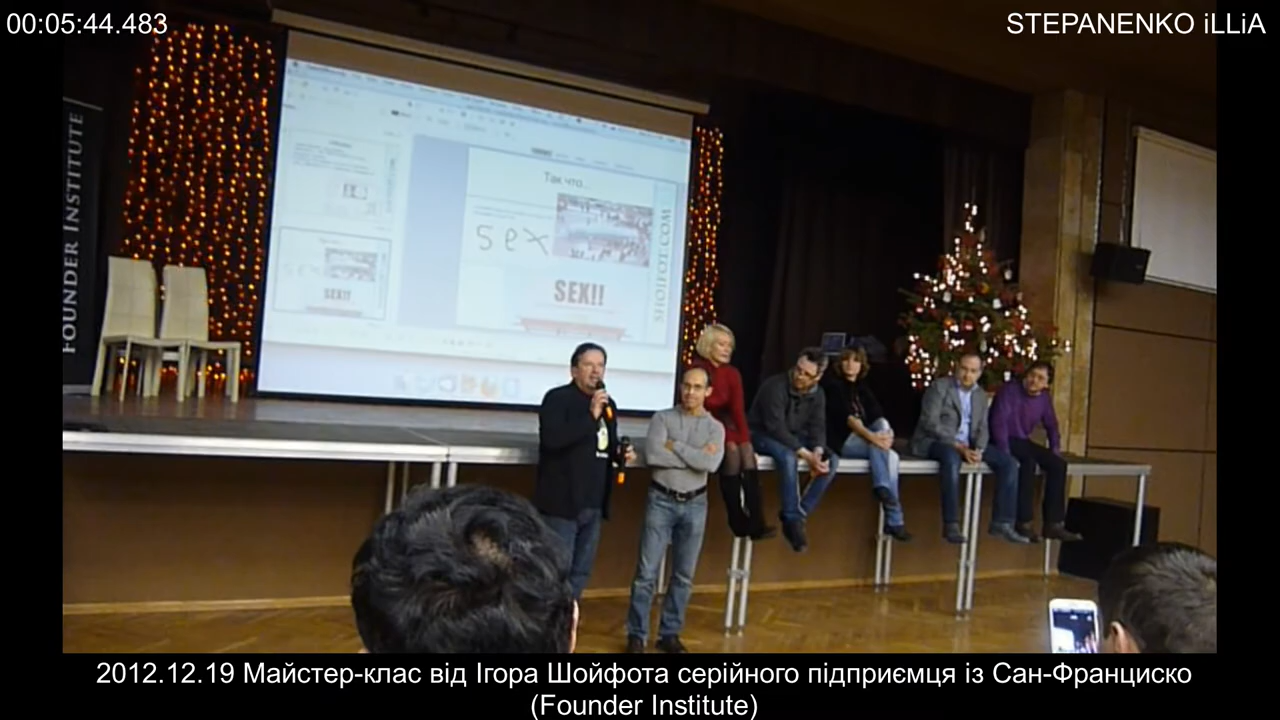 00:05:44.483
STEPANENKO iLLiA
FOUNDER INSTITUTE
Так что...
sex
SEX!!
SHOIFOT.COM
SEX!!
2012.12.19 Майстер-клас від Ігора Шойфота серійного підприємця із Сан-Франциско
(Founder Institute)